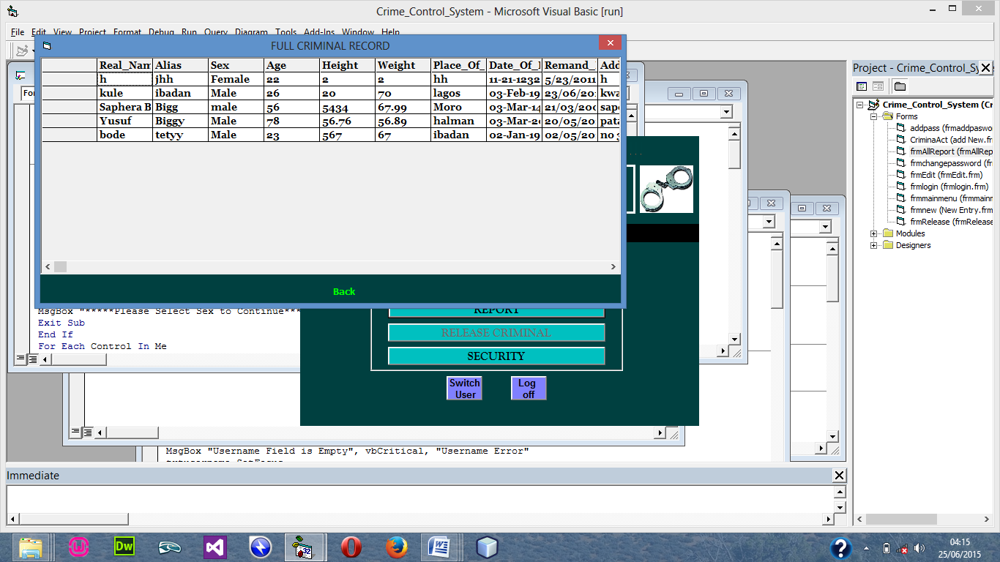 Crime_Control_System - Microsoft Visual Basic [run]
File Edit View Project Format Debug Run Query Diagram Tools Add-Ins Window Help
FULL CRIMINAL RECORD
Real_Nam Alias Sex Age Height Weight Place_Of_ Date_Of_ Remand_ Add
h jhh Female 22 2 2 hh 11-21-1232 5/23/2011 h
kule ibadan Male 26 20 70 lagos 03-Feb-19 23/06/20 kwa
Saphera B Bigg male 56 5434 67.99 Moro 03-Mar-14 21/03/200 sap
Yusuf Biggy Male 78 56.76 56.89 halman 03-Mar-20 20/05/20 pata
bode tetyy Male 23 567 67 ibadan 02-Jan-19 02/05/20 no
Back
For
MsgBox "*****Please Select Sex to Continue***
Exit Sub
End If
For Each Control In Me
REPORT
RELEASE CRIMINAL
SECURITY
Switch User
Log off
MsgBox "Username Field is Empty", vbCritical, "Username Error"
Immediate
Project - Crime_Control_Sy
Crime_Control_System (Cr
Forms
addpass (frmaddpasword
CriminaAct (add New.fr
frmAllReport (frmAllRep
frmchangepassword (fr
frmEdit (frmEdit.frm)
frmlogin (frmlogin.frm)
frmmainmenu (frmmainm
frmnew (New Entry.frm
frmRelease (frmRelease
Modules
Designers
Dw
32
04:15
25/06/2015